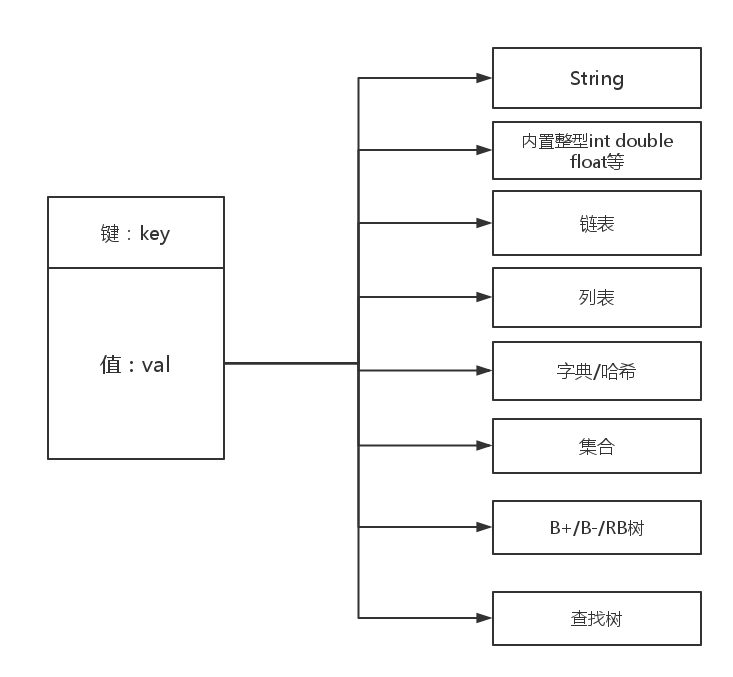 键：key
值：val
String
内置整型int double
float等
链表
列表
字典/哈希
集合
B+/B-/RB树
查找树